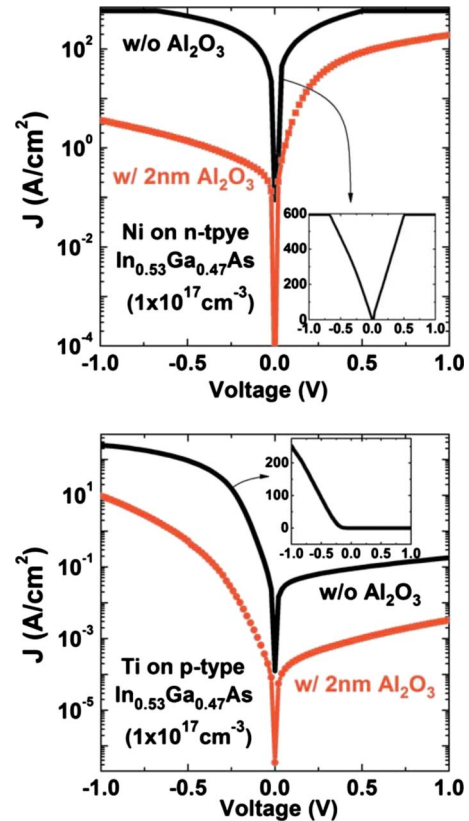 J (A/cm²)
10²
10⁰
10⁻²
10⁻⁴
w/o Al₂O₃
w/ 2nm Al₂O₃
Ni on n-tpye
In₀.₅₃Ga₀.₄₇As
(1x10¹⁷cm⁻³)
600
400
200
0
-1.0 -0.5 0.0 0.5 1.0
-1.0 -0.5 0.0 0.5 1.0
Voltage (V)
J (A/cm²)
10¹
10⁻¹
10⁻³
10⁻⁵
200
100
0
-1.0 -0.5 0.0 0.5 1.0
w/o Al₂O₃
w/ 2nm Al₂O₃
Ti on p-type
In₀.₅₃Ga₀.₄₇As
(1x10¹⁷cm⁻³)
-1.0 -0.5 0.0 0.5 1.0
Voltage (V)